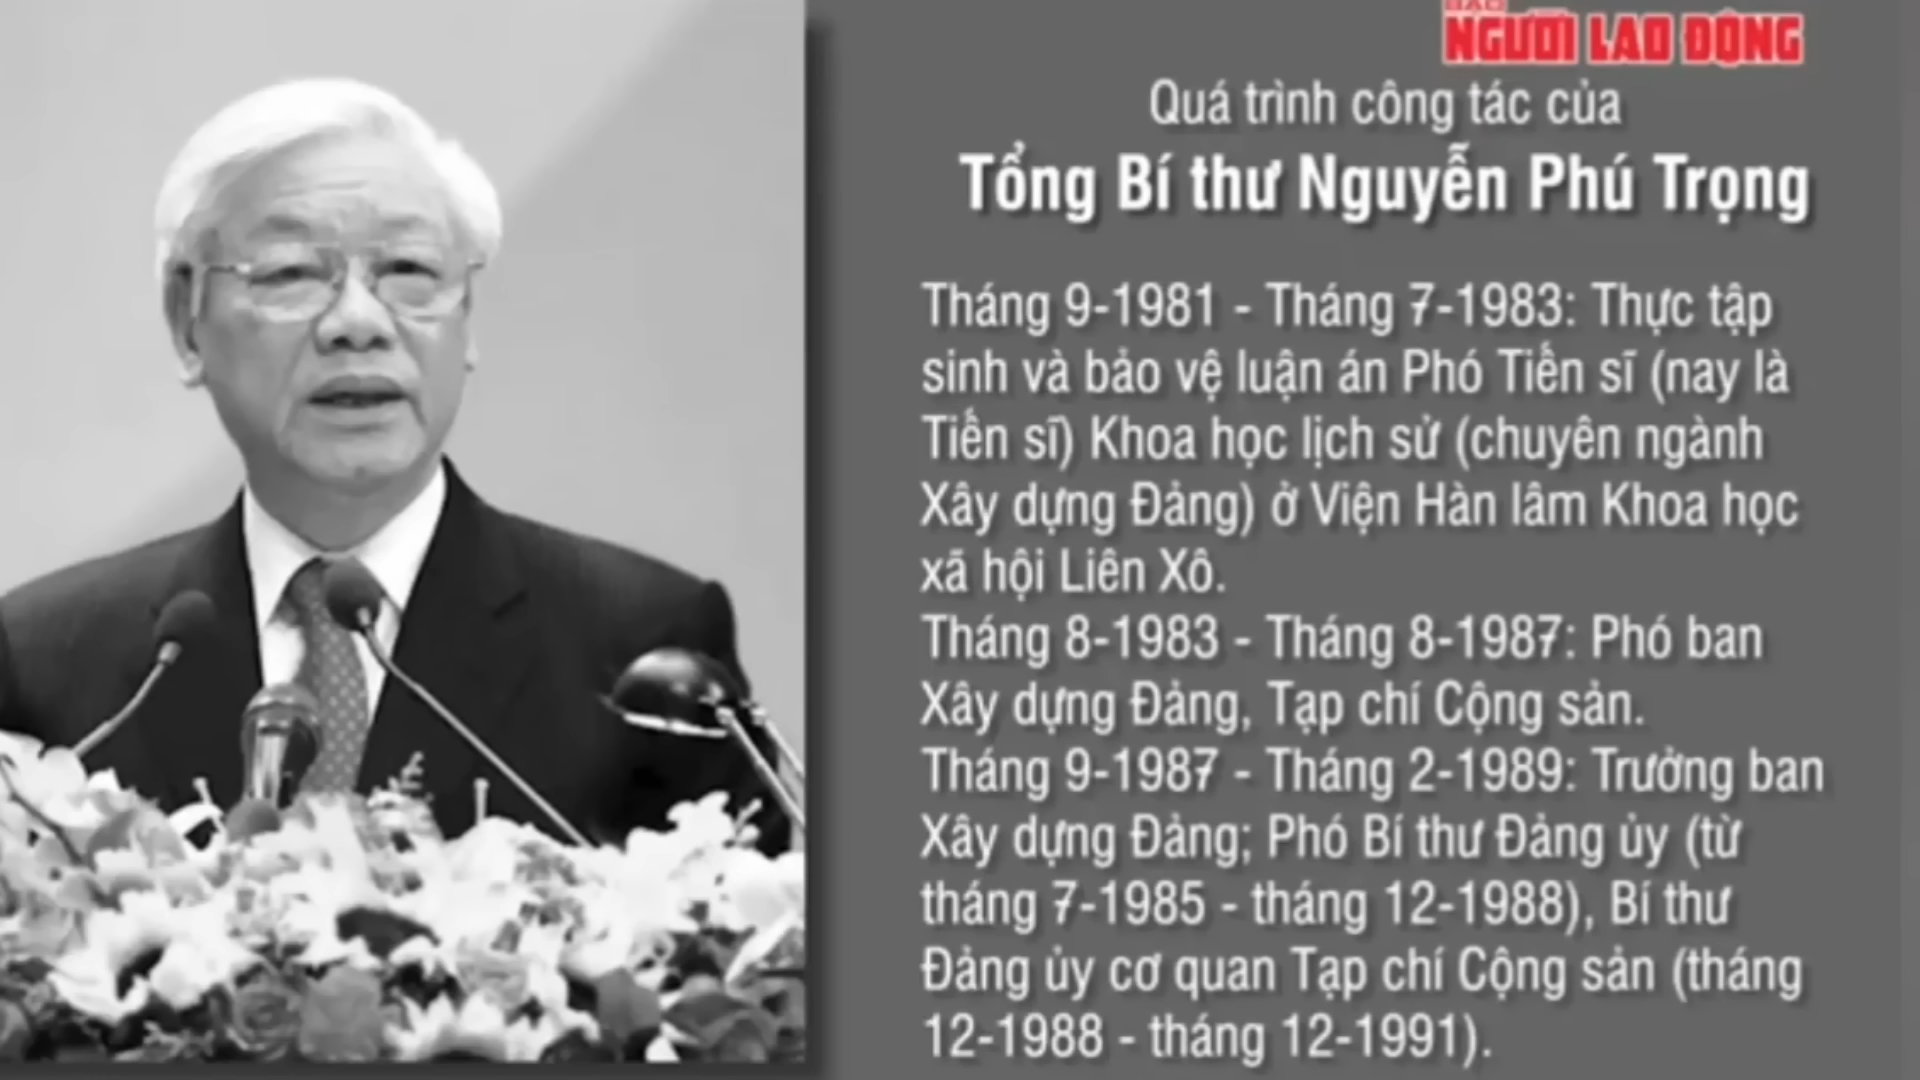 BÁO
NGƯỜI LAO ĐỘNG
Quá trình công tác của
Tổng Bí thư Nguyễn Phú Trọng
Tháng 9-1981 - Tháng 7-1983: Thực tập
sinh và bảo vệ luận án Phó Tiến sĩ (nay là
Tiến sĩ) Khoa học lịch sử (chuyên ngành
Xây dựng Đảng) ở Viện Hàn lâm Khoa học
xã hội Liên Xô.
Tháng 8-1983 - Tháng 8-1987: Phó ban
Xây dựng Đảng, Tạp chí Cộng sản.
Tháng 9-1987 - Tháng 2-1989: Trưởng ban
Xây dựng Đảng; Phó Bí thư Đảng ủy (từ
tháng 7-1985 - tháng 12-1988), Bí thư
Đảng ủy cơ quan Tạp chí Cộng sản (tháng
12-1988 - tháng 12-1991).